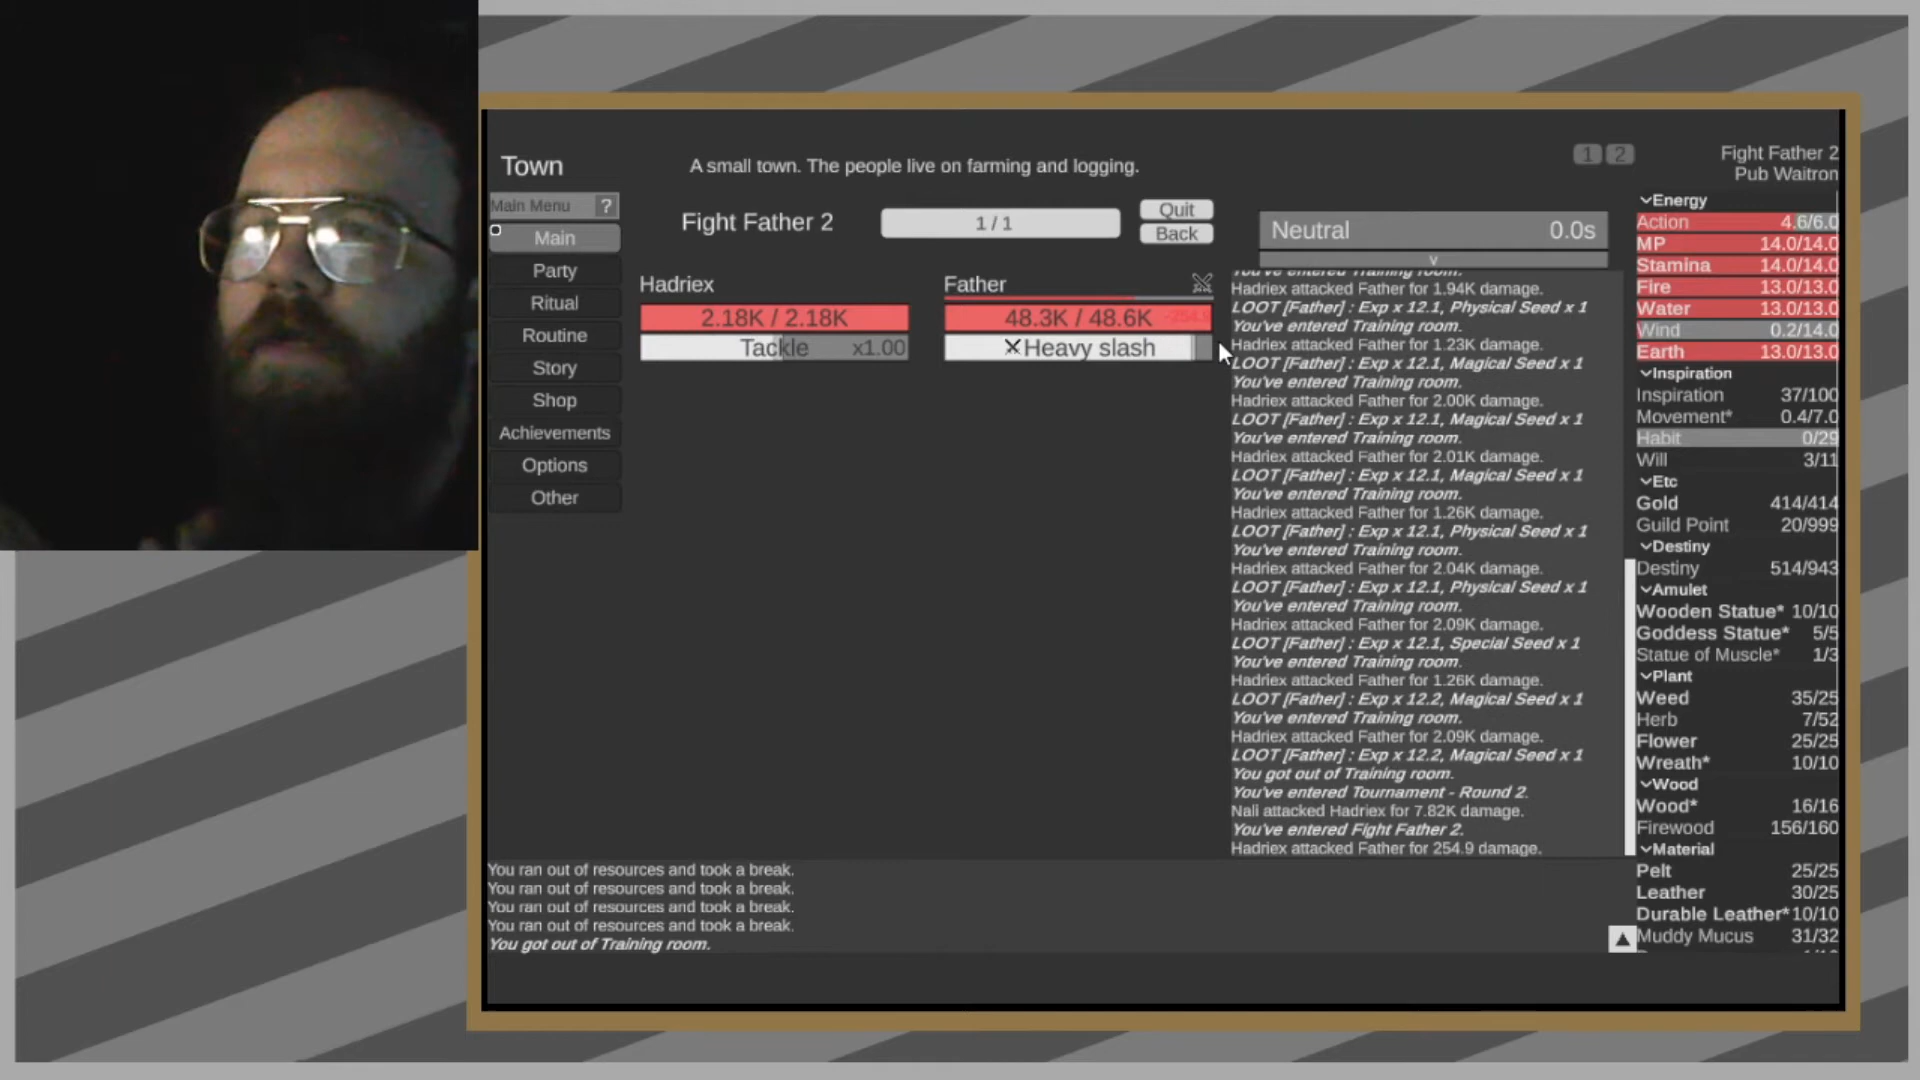 Town
A small town. The people live on farming and logging.
1 2
Fight Father 2
Pub Waitron
Main Menu ?
Main
Party
Ritual
Routine
Story
Shop
Achievements
Options
Other
Fight Father 2
1 / 1
Quit
Back
Neutral 0.0s
v
Hadriex
2.18K / 2.18K
Tackle x1.00
Father
48.3K / 48.6K
Heavy slash
You've entered Training room.
Hadriex attacked Father for 1.94K damage.
LOOT [Father] : Exp x 12.1, Physical Seed x 1
You've entered Training room.
Hadriex attacked Father for 1.23K damage.
LOOT [Father] : Exp x 12.1, Magical Seed x 1
You've entered Training room.
Hadriex attacked Father for 2.00K damage.
LOOT [Father] : Exp x 12.1, Magical Seed x 1
You've entered Training room.
Hadriex attacked Father for 2.01K damage.
LOOT [Father] : Exp x 12.1, Magical Seed x 1
You've entered Training room.
Hadriex attacked Father for 1.26K damage.
LOOT [Father] : Exp x 12.1, Physical Seed x 1
You've entered Training room.
Hadriex attacked Father for 2.04K damage.
LOOT [Father] : Exp x 12.1, Physical Seed x 1
You've entered Training room.
Hadriex attacked Father for 2.09K damage.
LOOT [Father] : Exp x 12.1, Special Seed x 1
You've entered Training room.
Hadriex attacked Father for 1.26K damage.
LOOT [Father] : Exp x 12.2, Magical Seed x 1
You've entered Training room.
Hadriex attacked Father for 2.09K damage.
LOOT [Father] : Exp x 12.2, Magical Seed x 1
You got out of Training room.
You've entered Tournament - Round 2.
Nali attacked Hadriex for 7.82K damage.
You've entered Fight Father 2.
Hadriex attacked Father for 254.9 damage.
Energy
Action 4.6/6.0
MP 14.0/14.0
Stamina 14.0/14.0
Fire 13.0/13.0
Water 13.0/13.0
Wind 0.2/14.0
Earth 13.0/13.0
Inspiration
Inspiration 37/100
Movement* 0.4/7.0
Habit 0/29
Will 3/11
Etc
Gold 414/414
Guild Point 20/999
Destiny
Destiny 514/943
Amulet
Wooden Statue* 10/10
Goddess Statue* 5/5
Statue of Muscle* 1/3
Plant
Weed 35/25
Herb 7/52
Flower 25/25
Wreath* 10/10
Wood
Wood* 16/16
Firewood 156/160
Material
Pelt 25/25
Leather 30/25
Durable Leather* 10/10
Muddy Mucus 31/32
You ran out of resources and took a break.
You ran out of resources and took a break.
You ran out of resources and took a break.
You ran out of resources and took a break.
You got out of Training room.